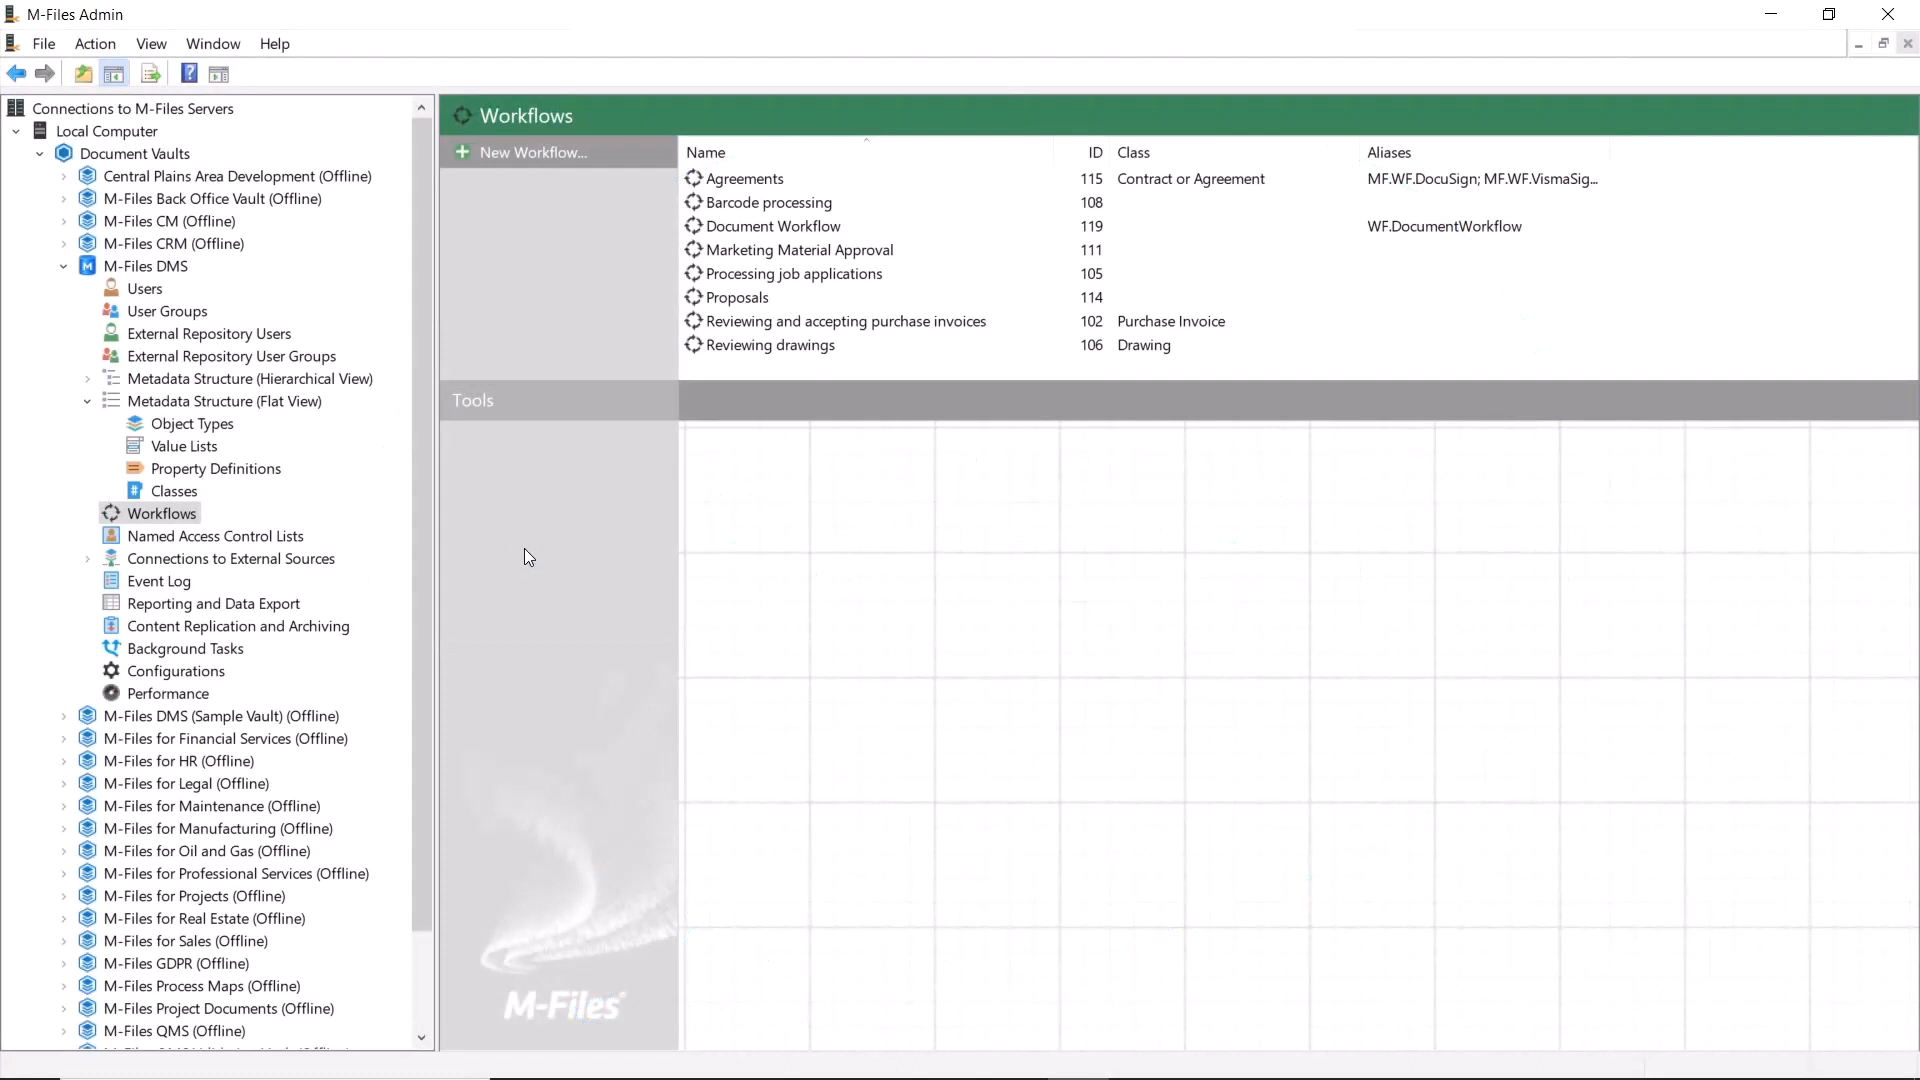 M-Files Admin
File Action View Window Help
Connections to M-Files Servers
Local Computer
Document Vaults
Central Plains Area Development (Offline)
M-Files Back Office Vault (Offline)
M-Files CM (Offline)
M-Files CRM (Offline)
M-Files DMS
Users
User Groups
External Repository Users
External Repository User Groups
Metadata Structure (Hierarchical View)
Metadata Structure (Flat View)
Object Types
Value Lists
Property Definitions
Classes
Workflows
Named Access Control Lists
Connections to External Sources
Event Log
Reporting and Data Export
Content Replication and Archiving
Background Tasks
Configurations
Performance
M-Files DMS (Sample Vault) (Offline)
M-Files for Financial Services (Offline)
M-Files for HR (Offline)
M-Files for Legal (Offline)
M-Files for Maintenance (Offline)
M-Files for Manufacturing (Offline)
M-Files for Oil and Gas (Offline)
M-Files for Professional Services (Offline)
M-Files for Projects (Offline)
M-Files for Real Estate (Offline)
M-Files for Sales (Offline)
M-Files GDPR (Offline)
M-Files Process Maps (Offline)
M-Files Project Documents (Offline)
M-Files QMS (Offline)
Workflows
New Workflow...
Name ID Class Aliases
Agreements 115 Contract or Agreement MF.WF.DocuSign; MF.WF.VismaSig...
Barcode processing 108
Document Workflow 119 WF.DocumentWorkflow
Marketing Material Approval 111
Processing job applications 105
Proposals 114
Reviewing and accepting purchase invoices 102 Purchase Invoice
Reviewing drawings 106 Drawing
Tools
M-Files